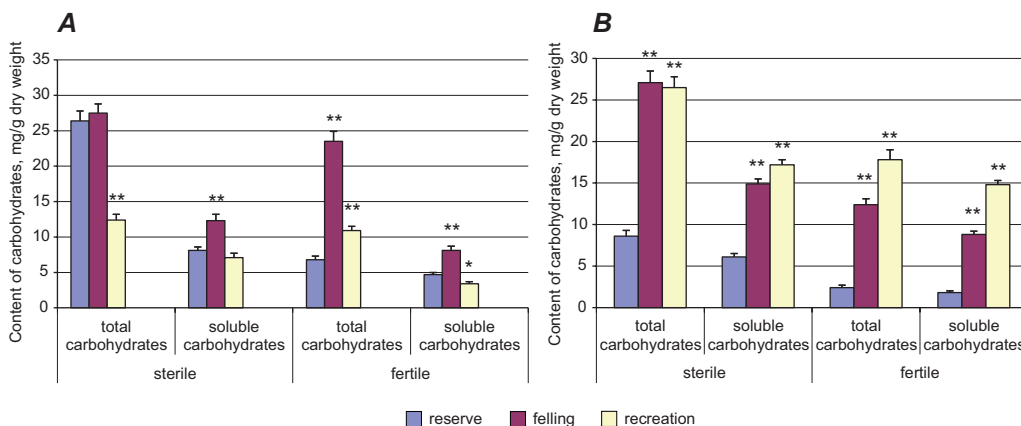 A
Content of carbohydrates, mg/g dry weight
35
30
25
20
15
10
5
0
**
**
**
**
**
*
total
carbohydrates
soluble
carbohydrates
total
carbohydrates
soluble
carbohydrates
sterile
fertile
B
Content of carbohydrates, mg/g dry weight
30
25
20
15
10
5
0
**
**
**
**
**
**
**
**
total
carbohydrates
soluble
carbohydrates
total
carbohydrates
soluble
carbohydrates
sterile
fertile
reserve felling recreation